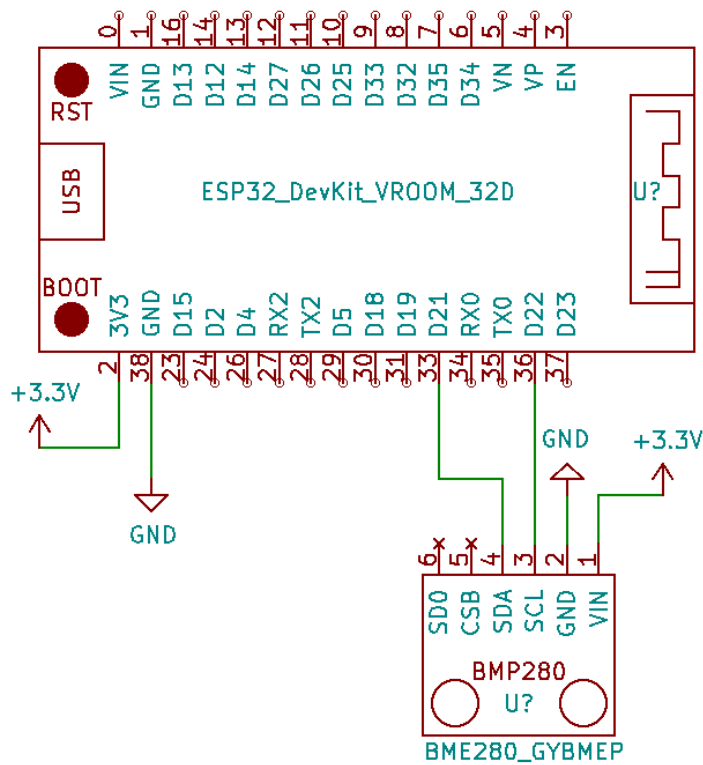 0 1 16 14 13 12 11 10 9 8 7 6 5 4 3
VIN GND D13 D12 D14 D27 D26 D25 D33 D32 D35 D34 VN VP EN
RST
USB
ESP32_DevKit_VROOM_32D
U?
BOOT
3V3 GND D15 D2 D4 RX2 TX2 D5 D18 D19 D21 RX0 TX0 D22 D23
2 38 23 24 26 27 28 29 30 31 33 34 35 36 37
+3.3V
GND
GND
+3.3V
6 5 4 3 2 1
SDO CSB SDA SCL GND VIN
BMP280
U?
BME280_GYBMEP